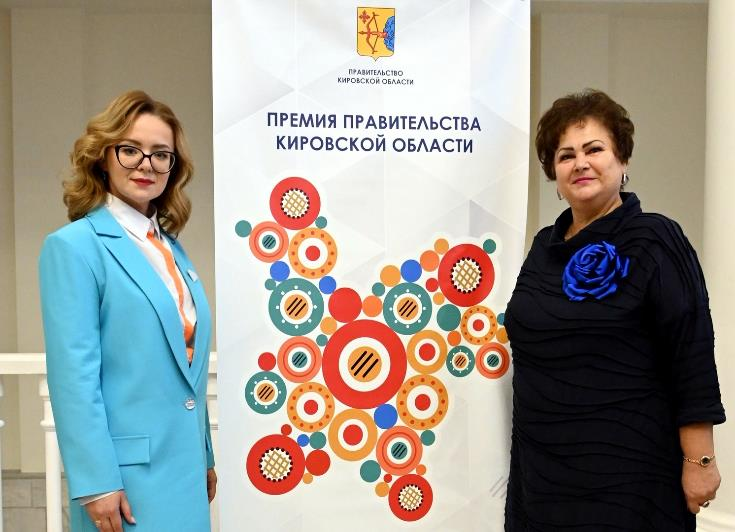 ПРАВИТЕЛЬСТВО
КИРОВСКОЙ ОБЛАСТИ
ПРЕМИЯ ПРАВИТЕЛЬСТВА
КИРОВСКОЙ ОБЛАСТИ